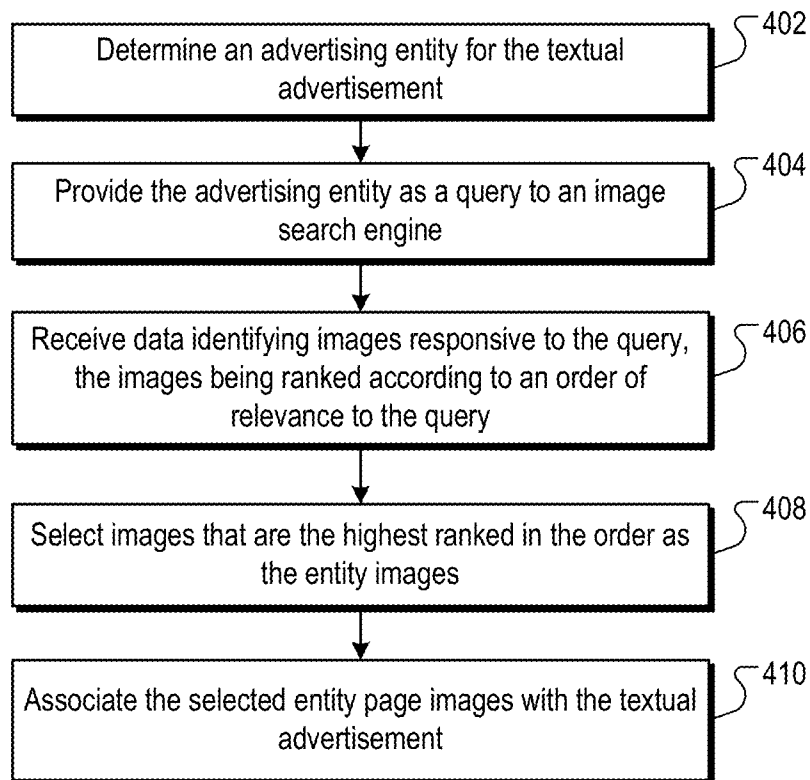 402
Determine an advertising entity for the textual
advertisement
404
Provide the advertising entity as a query to an image
search engine
406
Receive data identifying images responsive to the query,
the images being ranked according to an order of
relevance to the query
408
Select images that are the highest ranked in the order as
the entity images
410
Associate the selected entity page images with the textual
advertisement